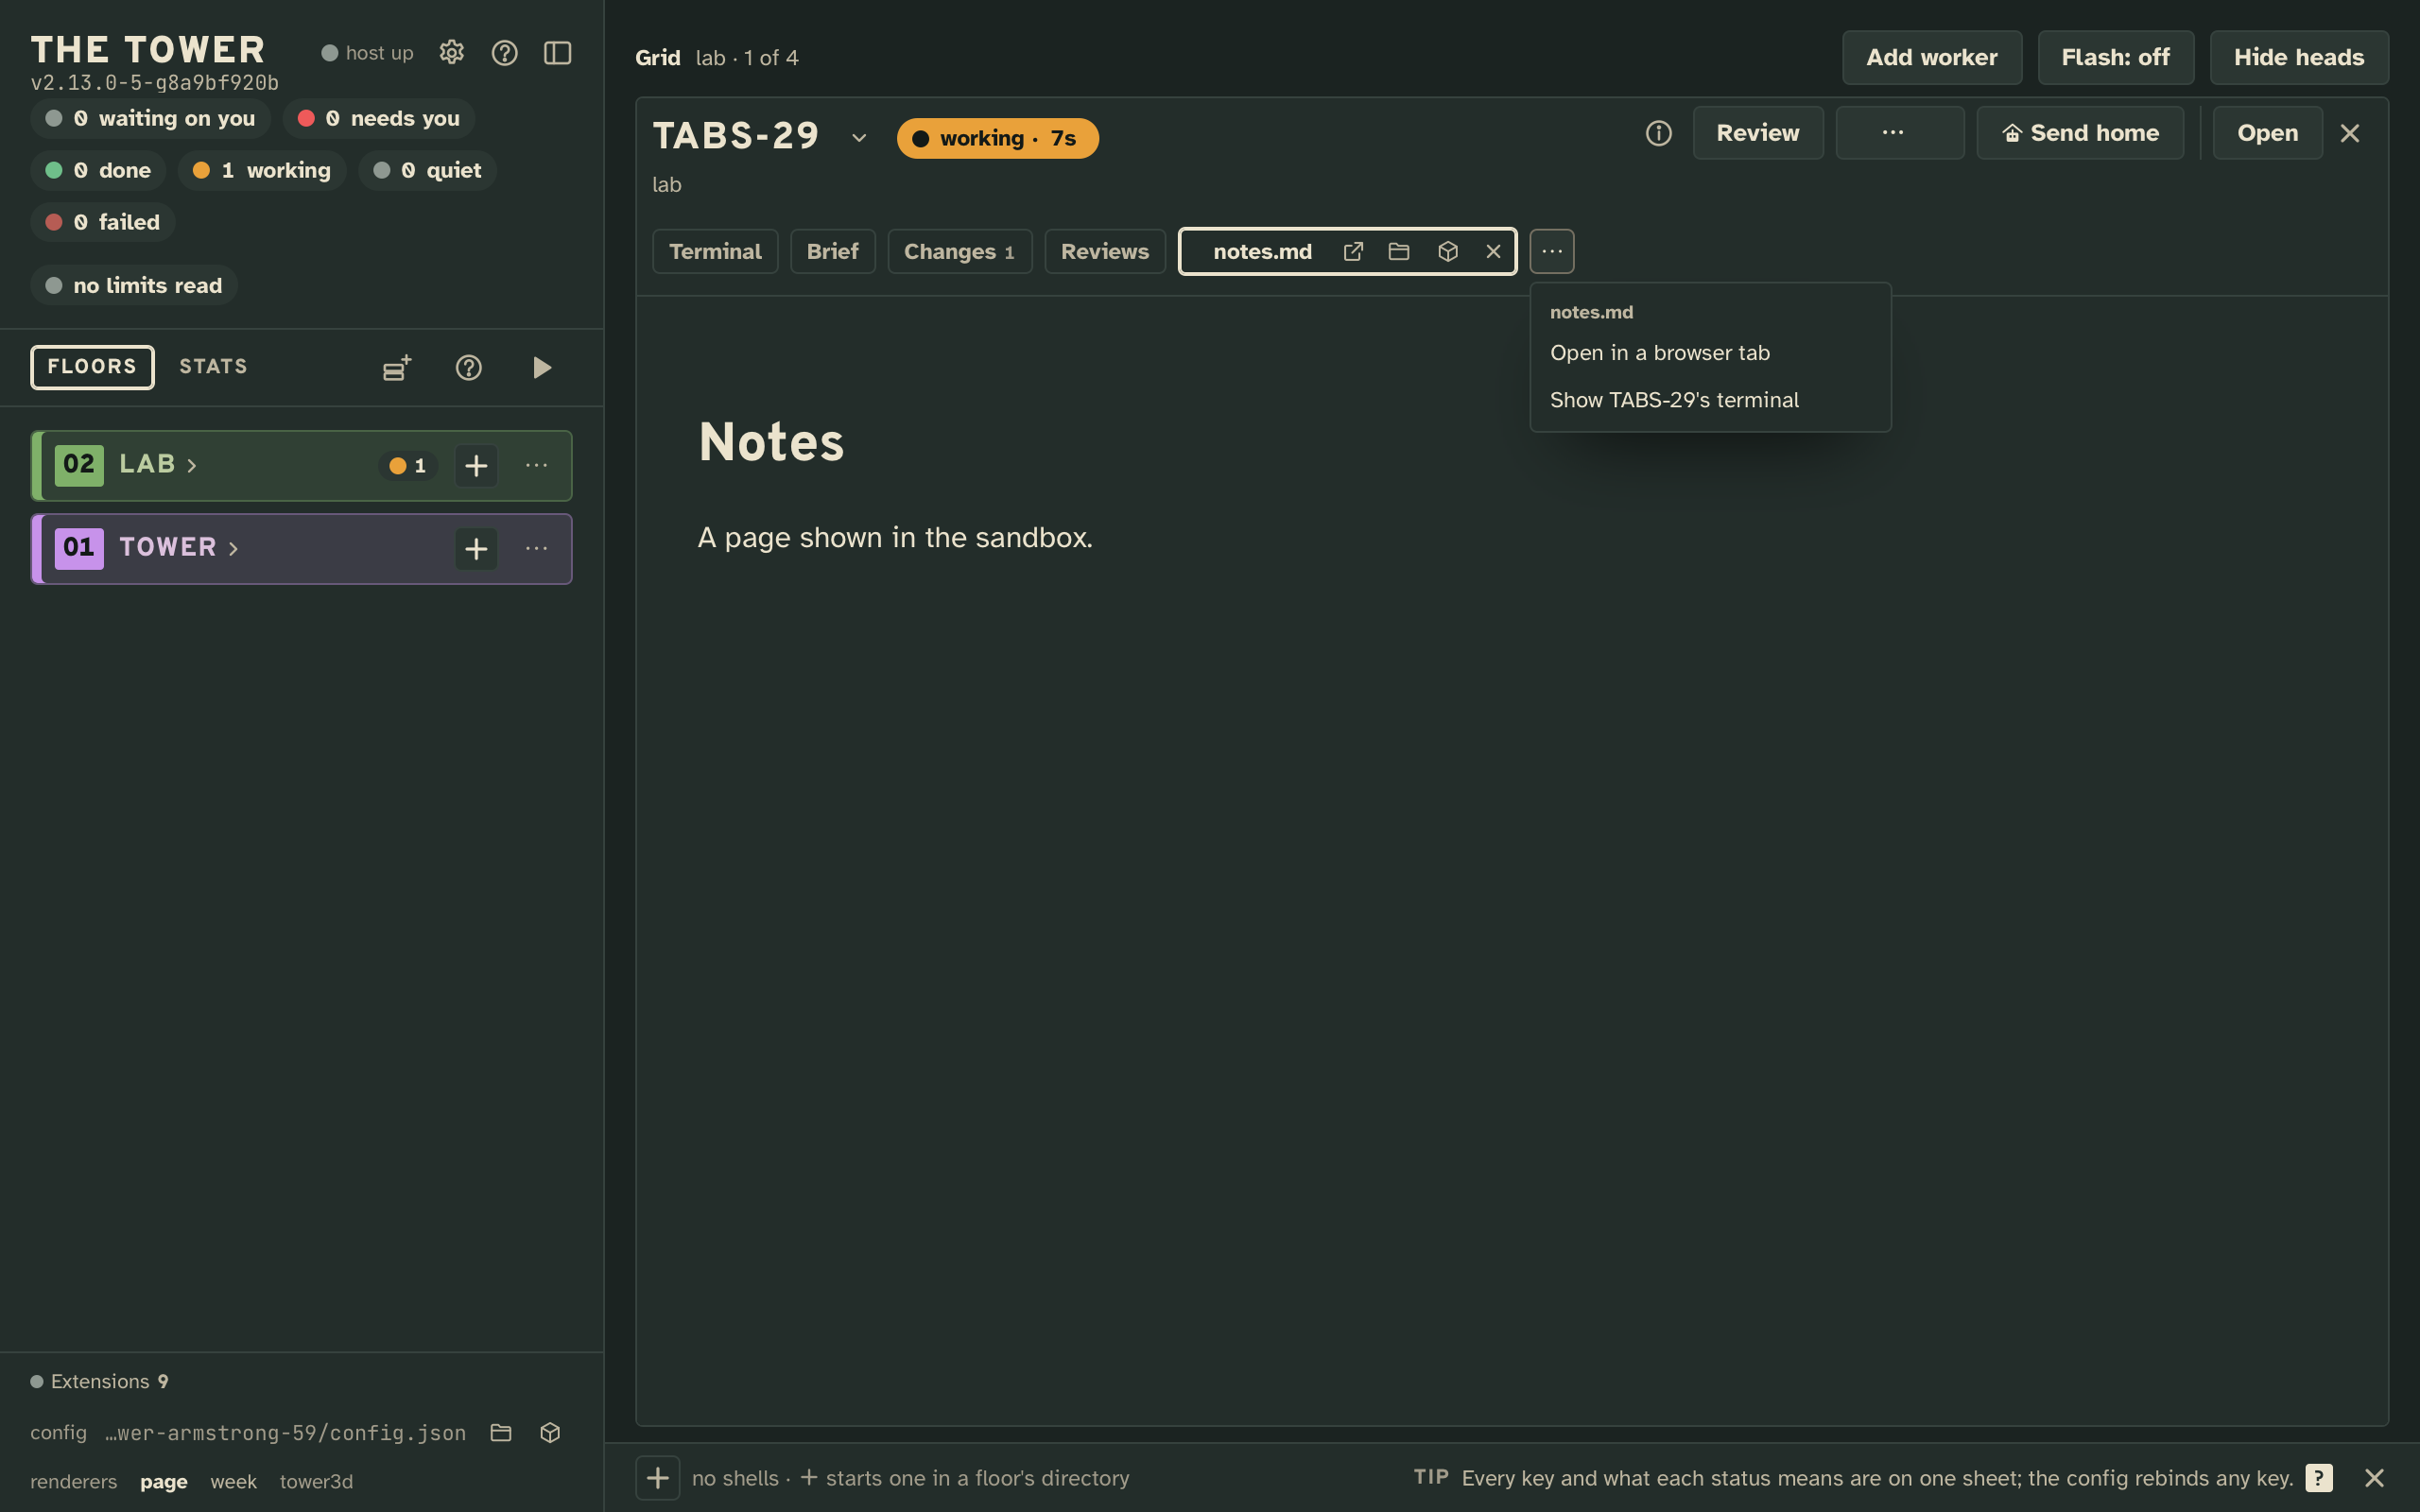 THE TOWER
host up
v2.13.0-5-g8a9bf920b
0 waiting on you
0 needs you
0 done
1 working
0 quiet
0 failed
no limits read
FLOORS
STATS
02 LAB
1
...
01 TOWER
...
Extensions 9
config …wer-armstrong-59/config.json
renderers page week tower3d
Grid lab · 1 of 4
Add worker
Flash: off
Hide heads
TABS-29
working · 7s
Review
...
Send home
Open
lab
Terminal
Brief
Changes 1
Reviews
notes.md
...
notes.md
Open in a browser tab
Show TABS-29's terminal
Notes
A page shown in the sandbox.
no shells · + starts one in a floor's directory
TIP Every key and what each status means are on one sheet; the config rebinds any key. ?